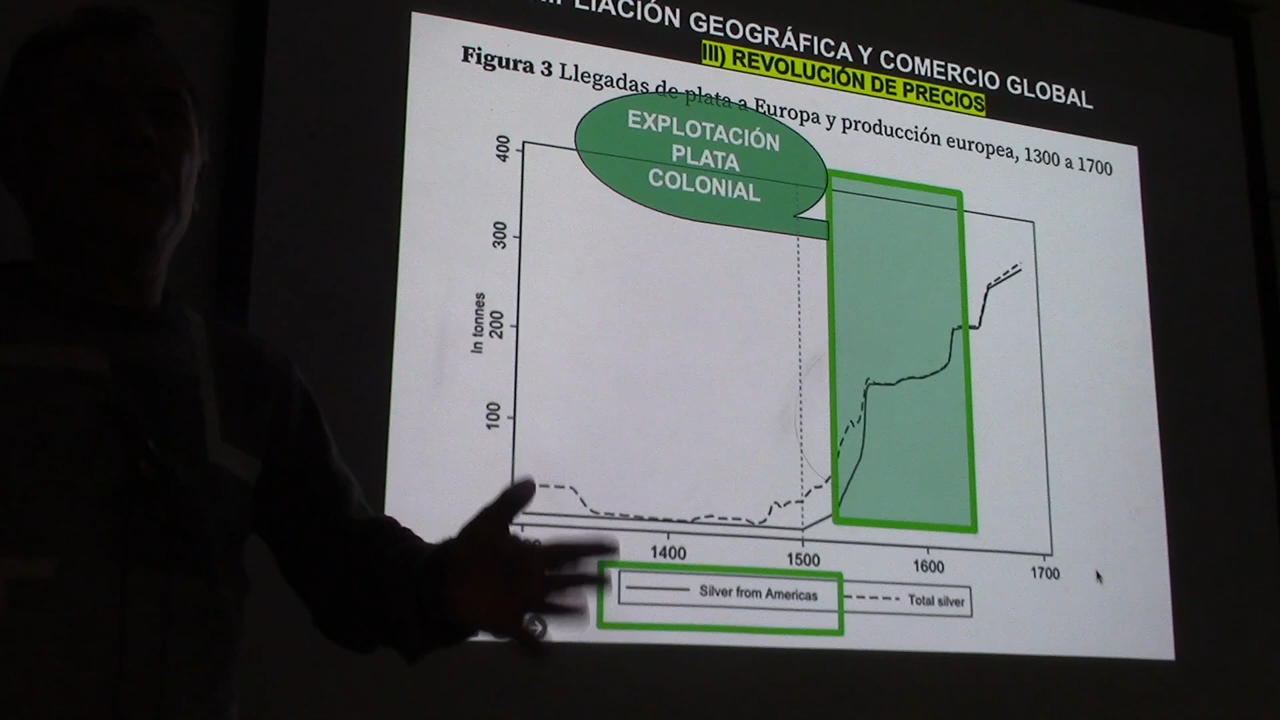 GEOGRÁFICA Y COMERCIO GLOBAL
III) REVOLUCIÓN DE PRECIOS
Figura 3 Llegadas de plata a Europa y producción europea, 1300 a 1700
EXPLOTACIÓN
PLATA
COLONIAL
400
300
200
100
In tonnes
1400
1500
1600
1700
Silver from Americas
Total silver